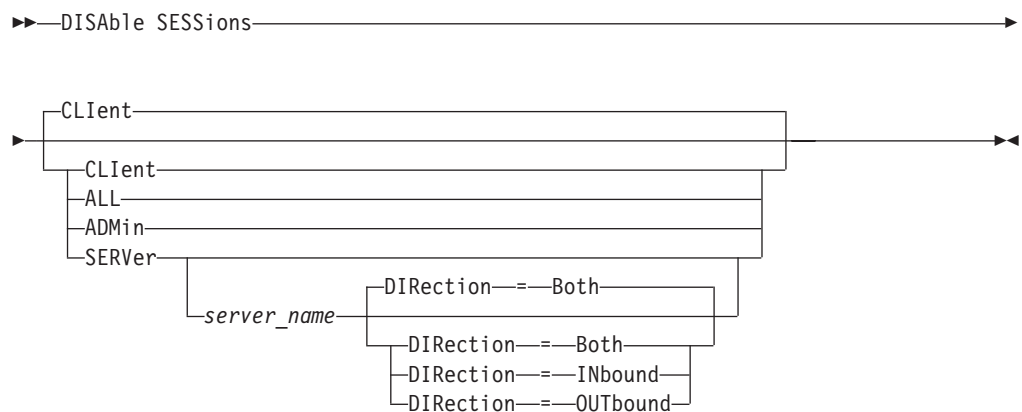 DISAble SESSions
CLIent
CLIent
ALL
ADMin
SERVer
DIRection = Both
server_name
DIRection = Both
DIRection = INbound
DIRection = OUTbound